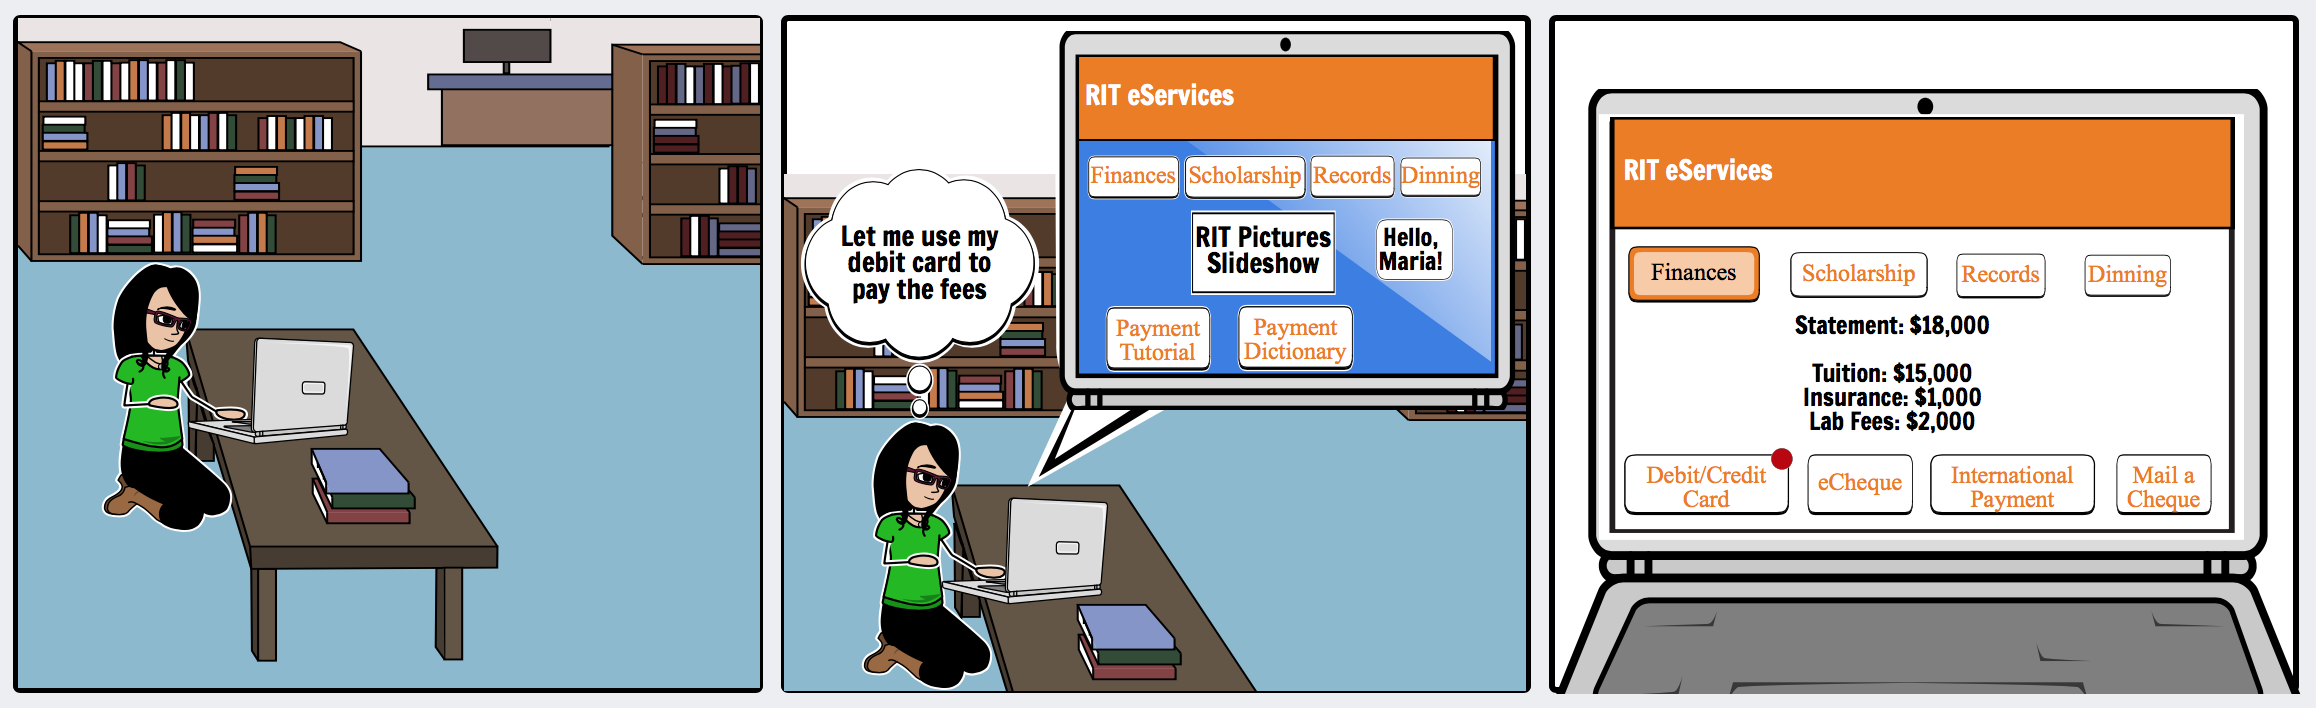 Let me use my
debit card to
pay the fees
RIT eServices
Finances
Scholarship
Records
Dinning
RIT Pictures
Slideshow
Hello,
Maria!
Payment
Tutorial
Payment
Dictionary
RIT eServices
Finances
Scholarship
Records
Dinning
Statement: $18,000
Tuition: $15,000
Insurance: $1,000
Lab Fees: $2,000
Debit/Credit
Card
eCheque
International
Payment
Mail a
Cheque